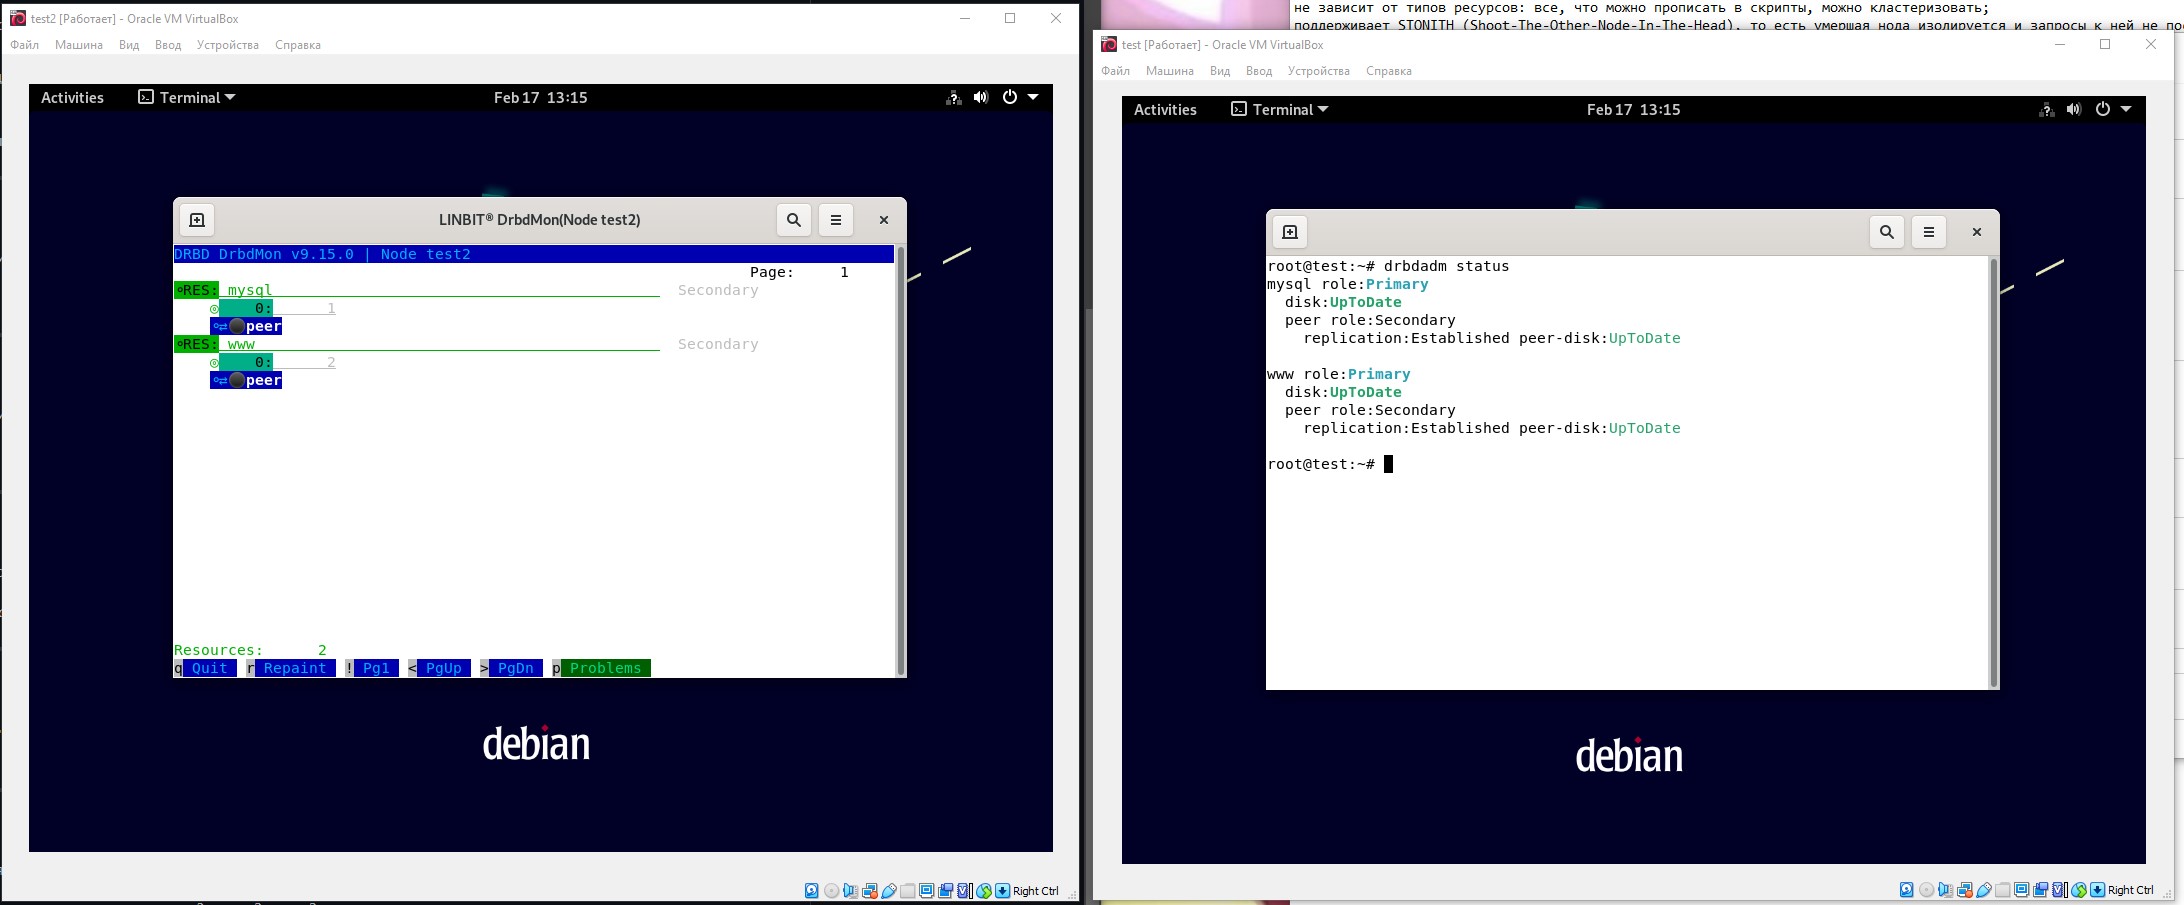 test2 [Работает] - Oracle VM VirtualBox
Файл Машина Вид Ввод Устройства Справка
Activities Terminal Feb 17 13:15
LINBIT® DrbdMon(Node test2)
DRBD DrbdMon v9.15.0 | Node test2
Page: 1
RES: mysql Secondary
0: 1
peer
RES: www Secondary
0: 2
peer
Resources: 2
q Quit r Repaint ! Pg1 < PgUp > PgDn p Problems
debian
Right Ctrl
не зависит от типов ресурсов: все, что можно прописать в скрипты, можно кластеризовать;
поддерживает STONITH (Shoot-The-Other-Node-In-The-Head), то есть умершая нода изолируется и запросы к ней не
test [Работает] - Oracle VM VirtualBox
Файл Машина Вид Ввод Устройства Справка
Activities Terminal Feb 17 13:15
root@test:~# drbdadm status
mysql role:Primary
disk:UpToDate
peer role:Secondary
replication:Established peer-disk:UpToDate
www role:Primary
disk:UpToDate
peer role:Secondary
replication:Established peer-disk:UpToDate
root@test:~#
debian
Right Ctrl